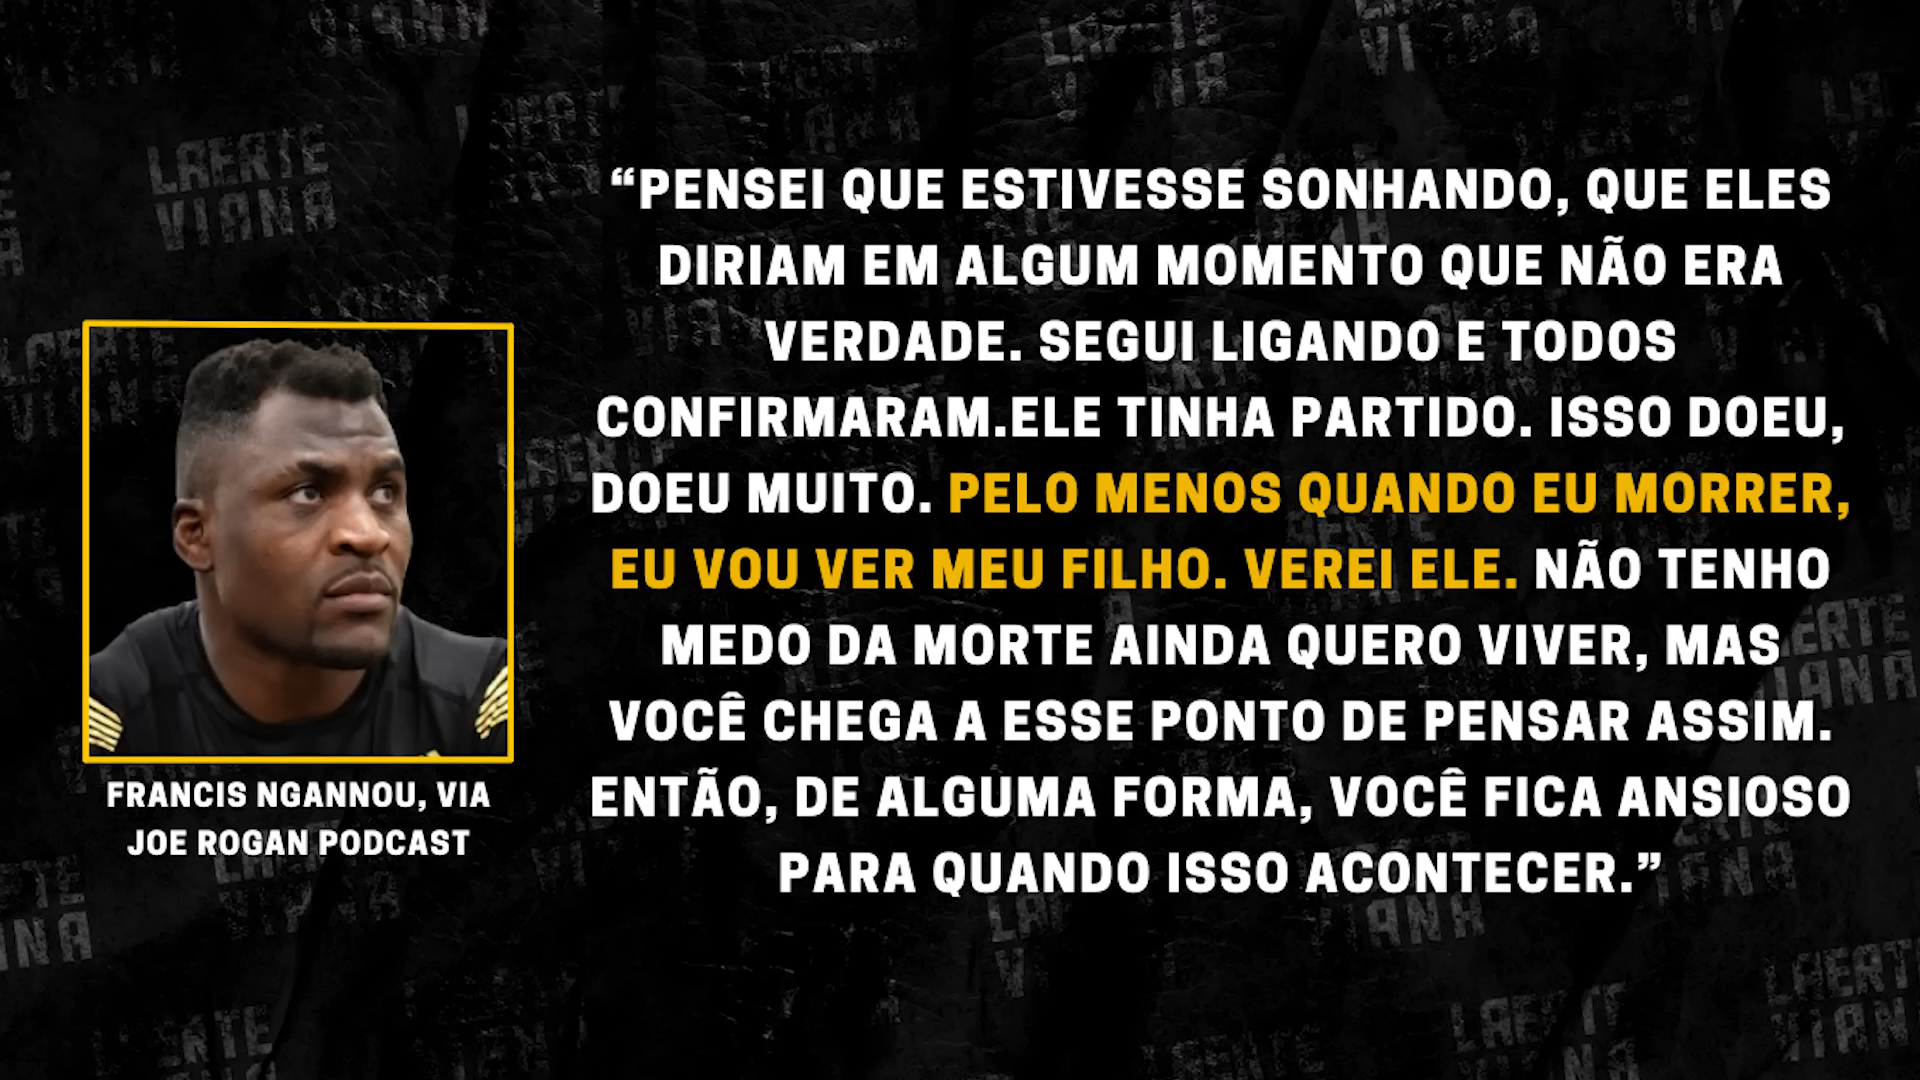 “PENSEI QUE ESTIVESSE SONHANDO, QUE ELES
DIRIAM EM ALGUM MOMENTO QUE NÃO ERA
VERDADE. SEGUI LIGANDO E TODOS
CONFIRMARAM.ELE TINHA PARTIDO. ISSO DOEU,
DOEU MUITO. PELO MENOS QUANDO EU MORRER,
EU VOU VER MEU FILHO. VEREI ELE. NÃO TENHO
MEDO DA MORTE AINDA QUERO VIVER, MAS
VOCÊ CHEGA A ESSE PONTO DE PENSAR ASSIM.
ENTÃO, DE ALGUMA FORMA, VOCÊ FICA ANSIOSO
PARA QUANDO ISSO ACONTECER.”
FRANCIS NGANNOU, VIA
JOE ROGAN PODCAST
LAERTE
VIANA